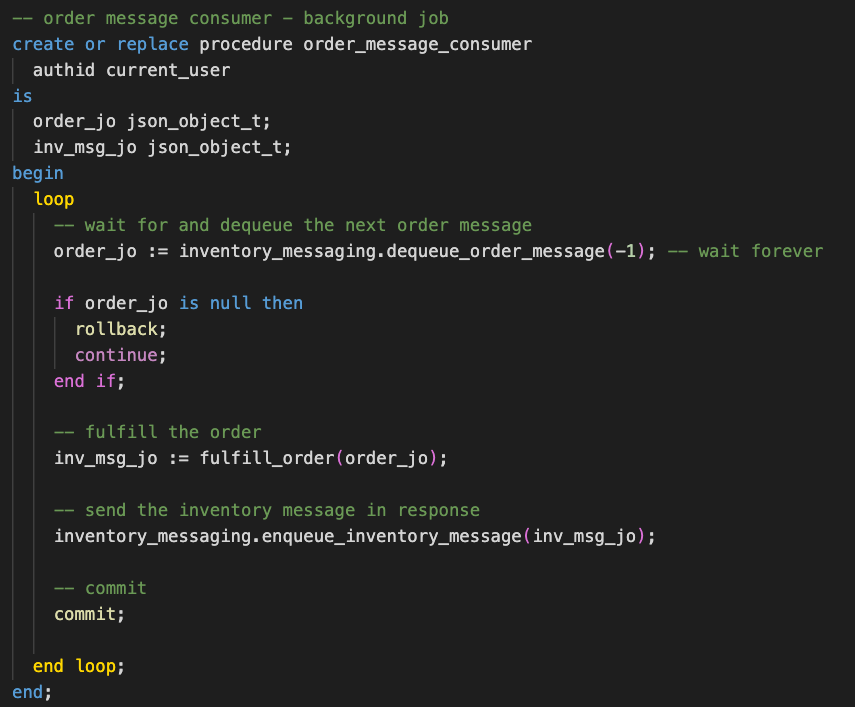 -- order message consumer - background job
create or replace procedure order_message_consumer
  authid current_user
is
  order_jo json_object_t;
  inv_msg_jo json_object_t;
begin
  loop
    -- wait for and dequeue the next order message
    order_jo := inventory_messaging.dequeue_order_message(-1); -- wait forever

    if order_jo is null then
      rollback;
      continue;
    end if;

    -- fulfill the order
    inv_msg_jo := fulfill_order(order_jo);

    -- send the inventory message in response
    inventory_messaging.enqueue_inventory_message(inv_msg_jo);

    -- commit
    commit;

  end loop;
end;